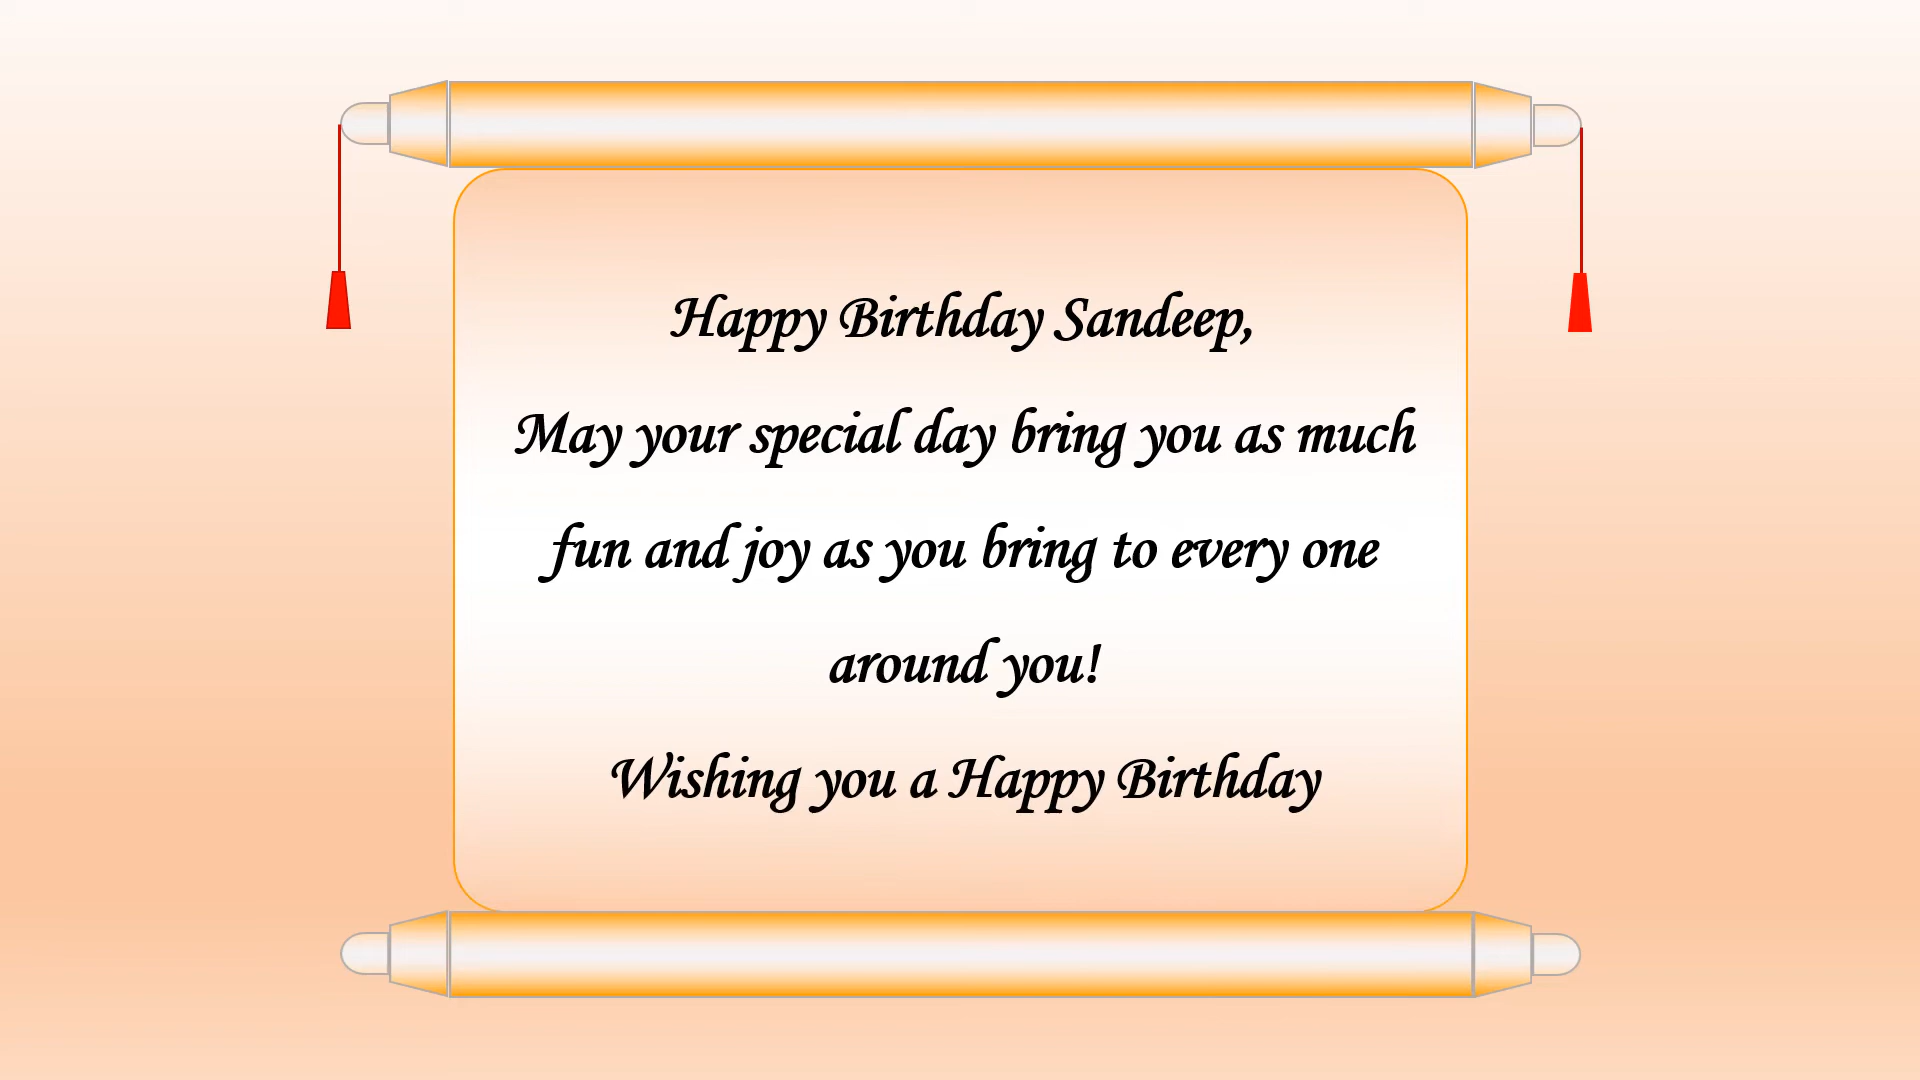 Happy Birthday Sandeep,
May your special day bring you as much
fun and joy as you bring to every one
around you!
Wishing you a Happy Birthday